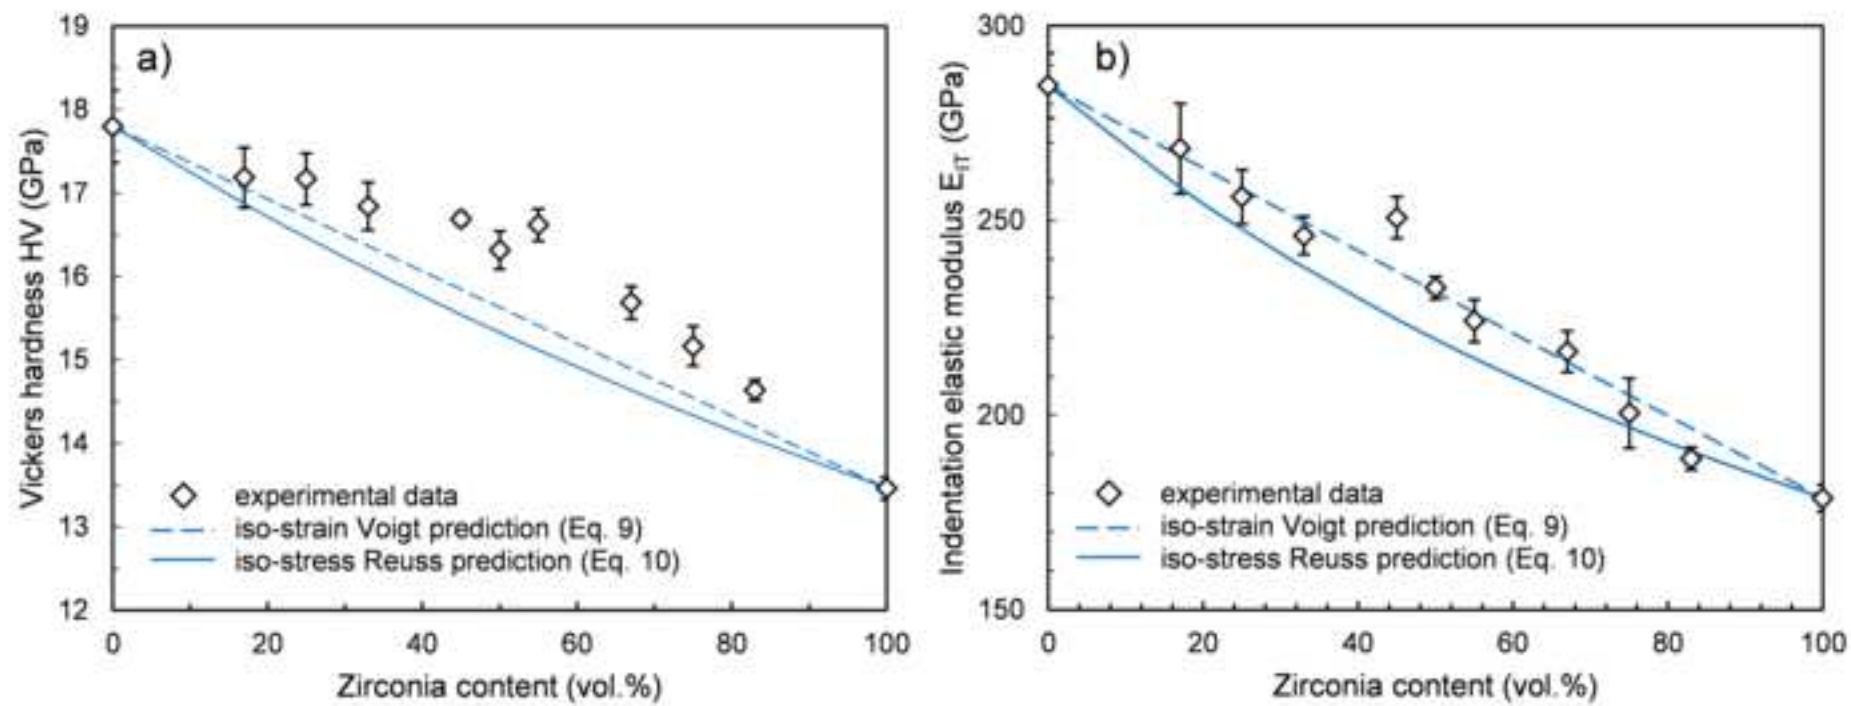 a)
19
18
17
16
15
14
13
12
Vickers hardness HV (GPa)
experimental data
iso-strain Voigt prediction (Eq. 9)
iso-stress Reuss prediction (Eq. 10)
0 20 40 60 80 100
Zirconia content (vol.%)
b)
300
250
200
150
Indentation elastic modulus E_IT (GPa)
experimental data
iso-strain Voigt prediction (Eq. 9)
iso-stress Reuss prediction (Eq. 10)
0 20 40 60 80 100
Zirconia content (vol.%)